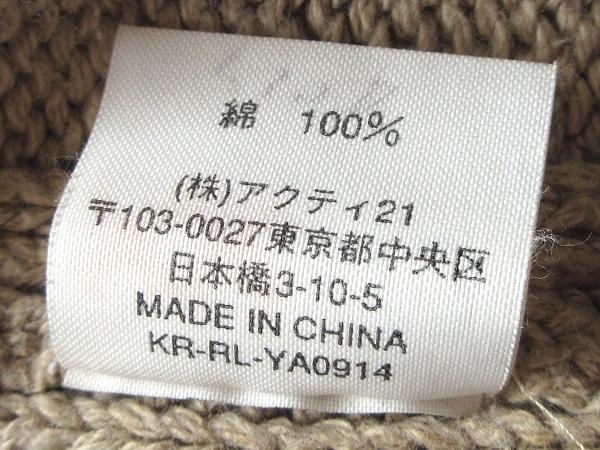 綿 100%
(株)アクティ21
〒103-0027東京都中央区
日本橋3-10-5
MADE IN CHINA
KR-RL-YA0914